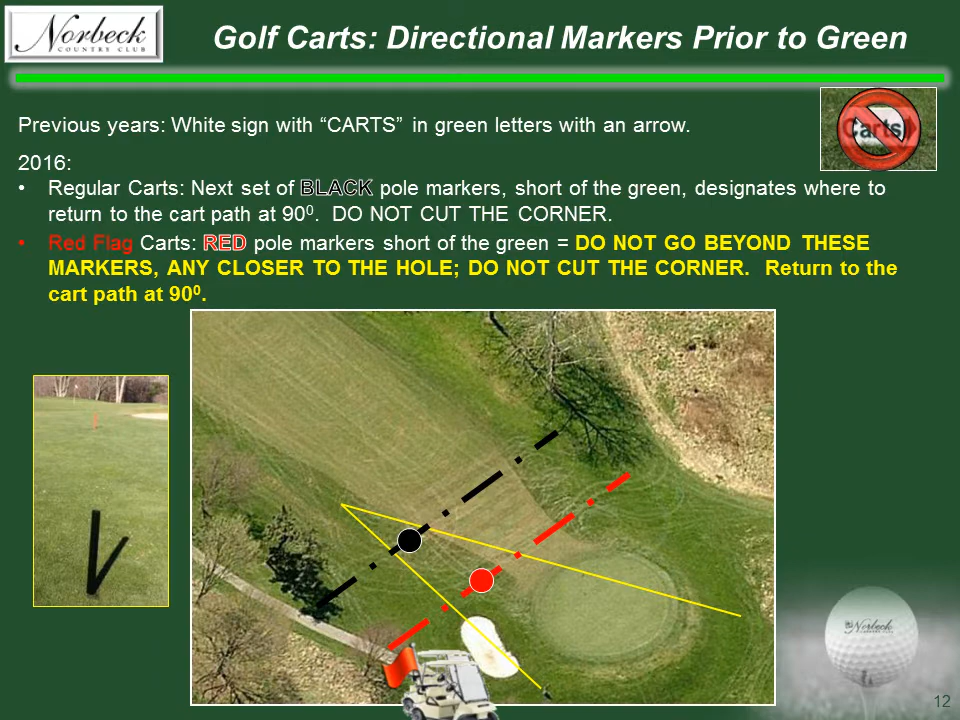 Norbeck
COUNTRY CLUB
Golf Carts: Directional Markers Prior to Green
Carts
Previous years: White sign with “CARTS” in green letters with an arrow.
2016:
• Regular Carts: Next set of BLACK pole markers, short of the green, designates where to
return to the cart path at 90⁰. DO NOT CUT THE CORNER.
• Red Flag Carts: RED pole markers short of the green = DO NOT GO BEYOND THESE
MARKERS, ANY CLOSER TO THE HOLE; DO NOT CUT THE CORNER. Return to the
cart path at 90⁰.
Norbeck
12